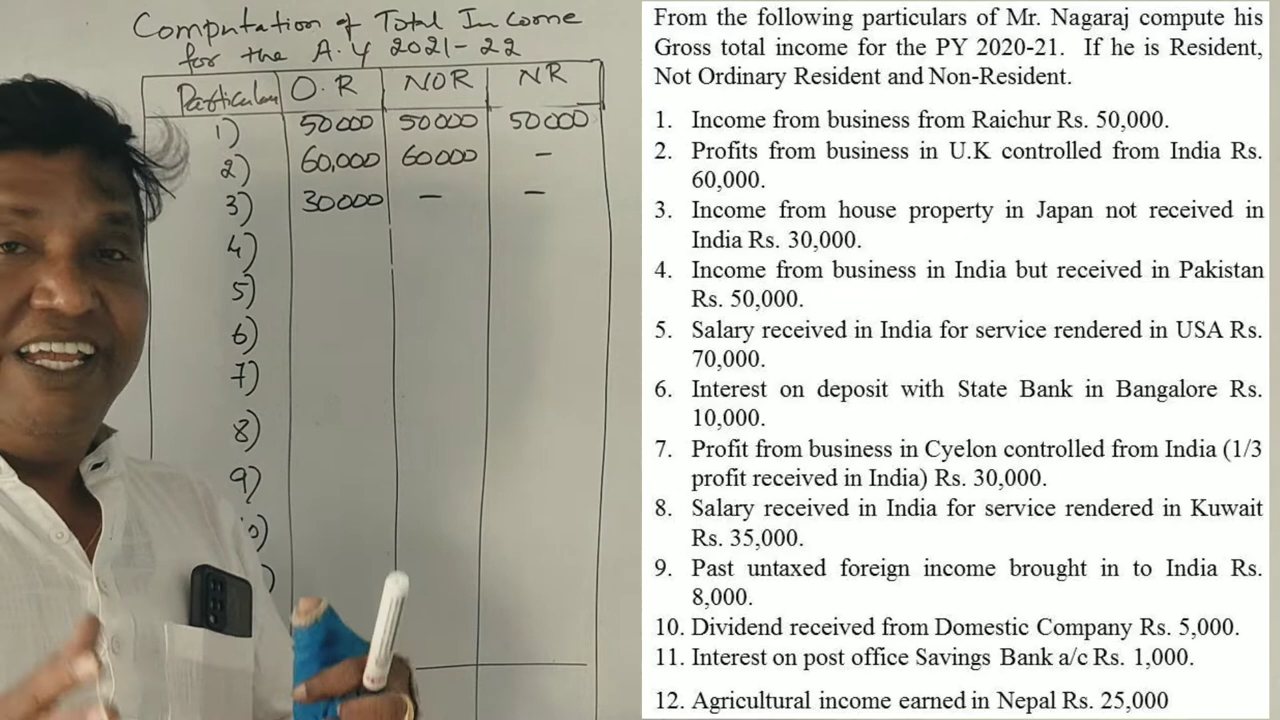 Computation of Total Income
for the A.Y 2021-22
Particulars O.R NOR NR
1) 50000 50000 50000
2) 60,000 60000 -
3) 30000 - -
4)
5)
6)
7)
8)
9)
From the following particulars of Mr. Nagaraj compute his
Gross total income for the PY 2020-21. If he is Resident,
Not Ordinary Resident and Non-Resident.
1. Income from business from Raichur Rs. 50,000.
2. Profits from business in U.K controlled from India Rs.
60,000.
3. Income from house property in Japan not received in
India Rs. 30,000.
4. Income from business in India but received in Pakistan
Rs. 50,000.
5. Salary received in India for service rendered in USA Rs.
70,000.
6. Interest on deposit with State Bank in Bangalore Rs.
10,000.
7. Profit from business in Cyelon controlled from India (1/3
profit received in India) Rs. 30,000.
8. Salary received in India for service rendered in Kuwait
Rs. 35,000.
9. Past untaxed foreign income brought in to India Rs.
8,000.
10. Dividend received from Domestic Company Rs. 5,000.
11. Interest on post office Savings Bank a/c Rs. 1,000.
12. Agricultural income earned in Nepal Rs. 25,000